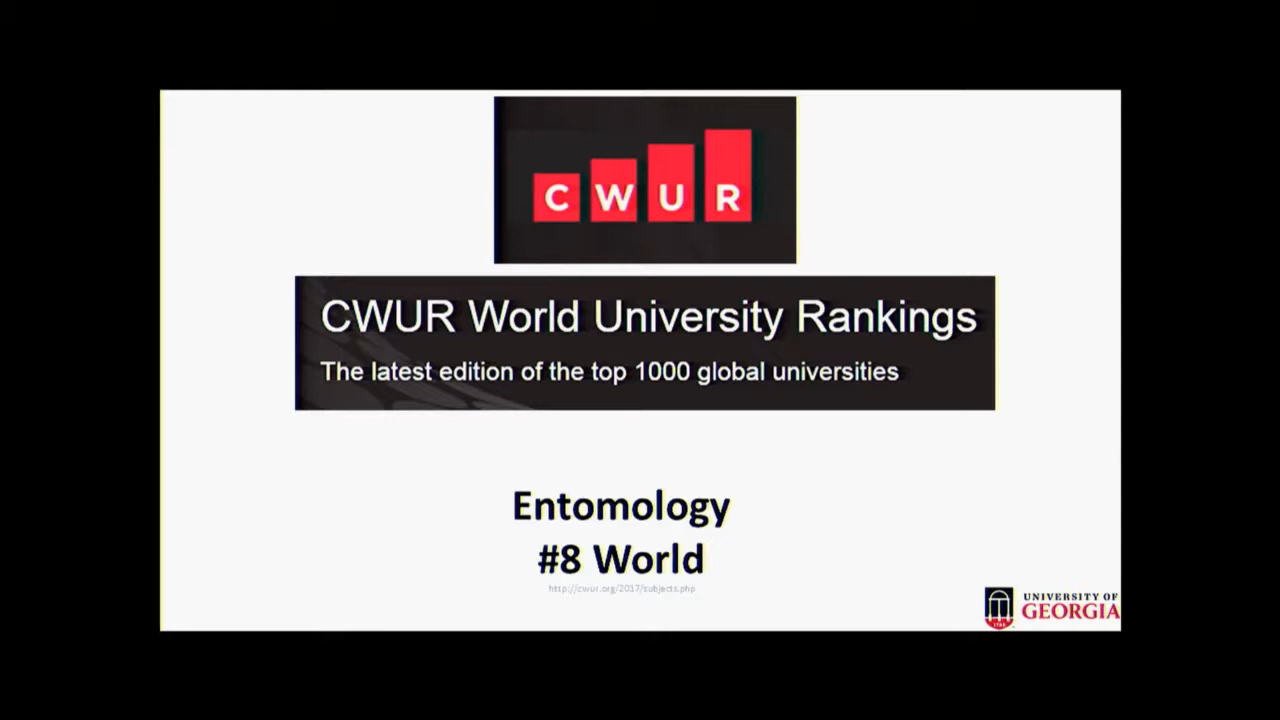 CWUR
CWUR World University Rankings
The latest edition of the top 1000 global universities
Entomology
#8 World
http://cwur.org/2017/subjects.php
UNIVERSITY OF
GEORGIA
1785